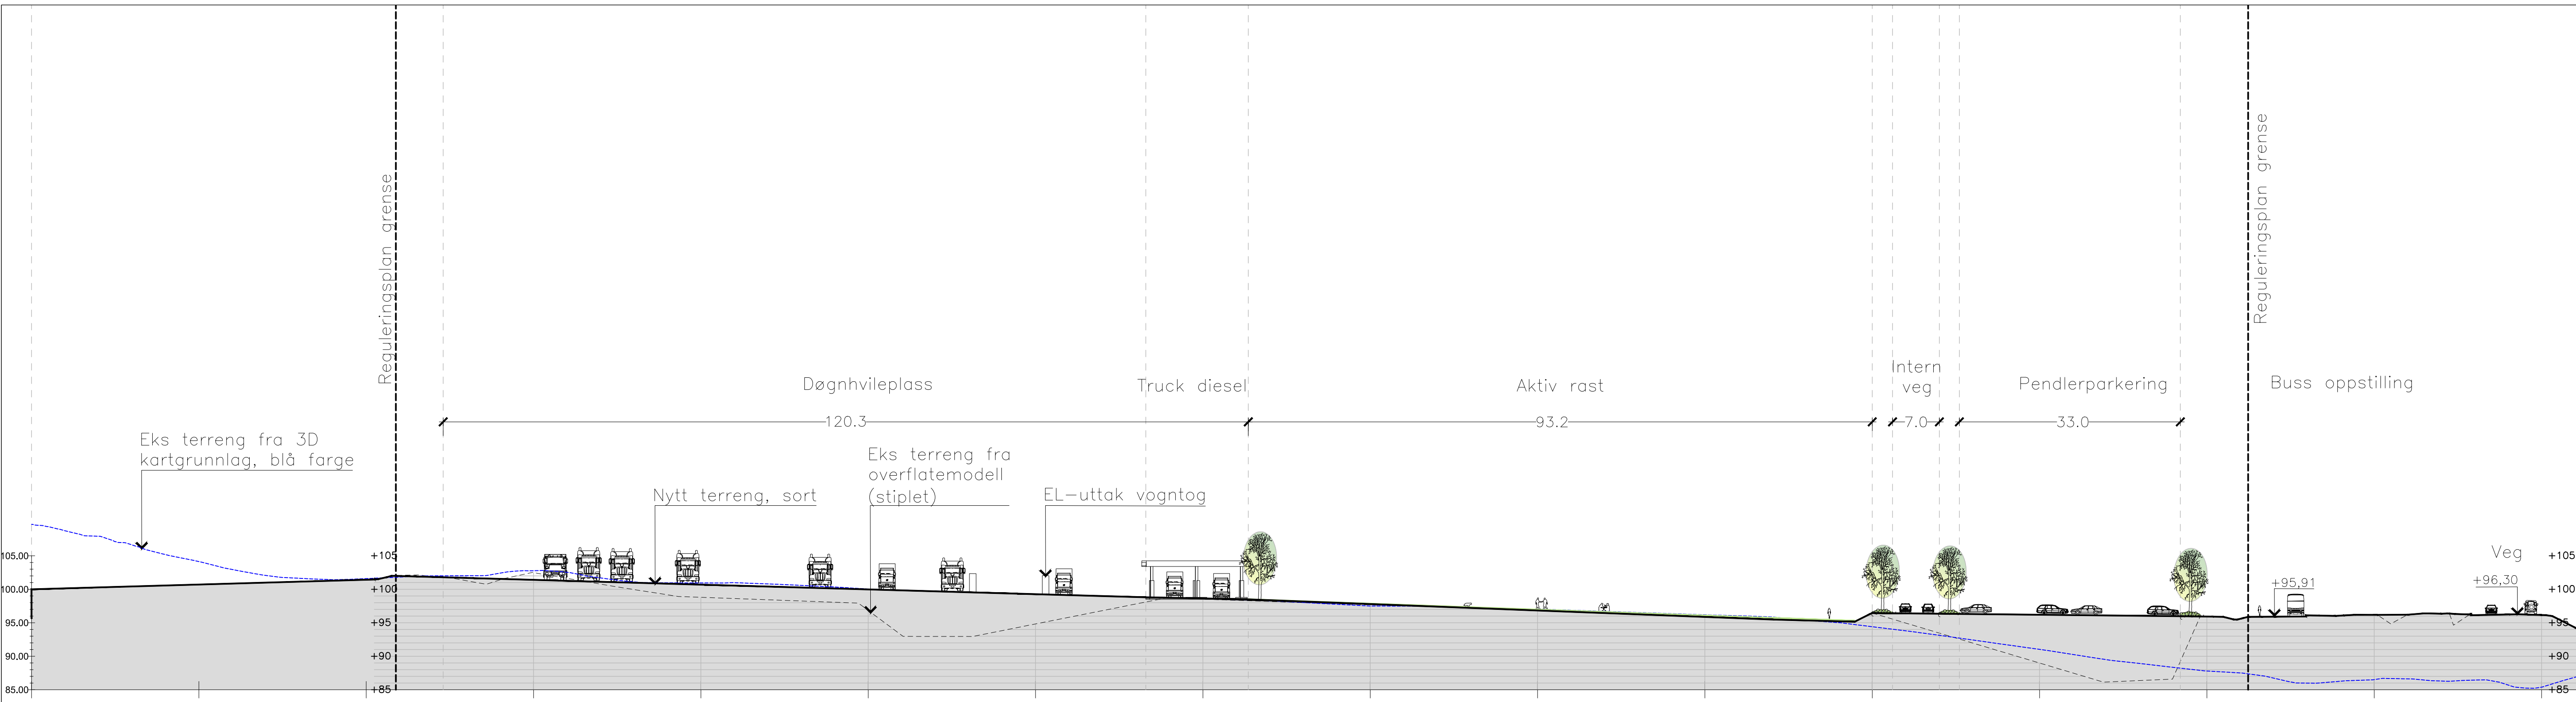 Reguleringsplan grense
Reguleringsplan grense
Døgnhvileplass
Truck diesel
Aktiv rast
Intern
veg
Pendlerparkering
Buss oppstilling
120.3
93.2
7.0
33.0
Eks terreng fra 3D
kartgrunnlag, blå farge
Nytt terreng, sort
Eks terreng fra
overflatemodell
(stiplet)
EL-uttak vogntog
Veg
+95,91
+96,30
105.00
100.00
95.00
90.00
85.00
+105
+100
+95
+90
+85
+105
+100
+95
+90
+85